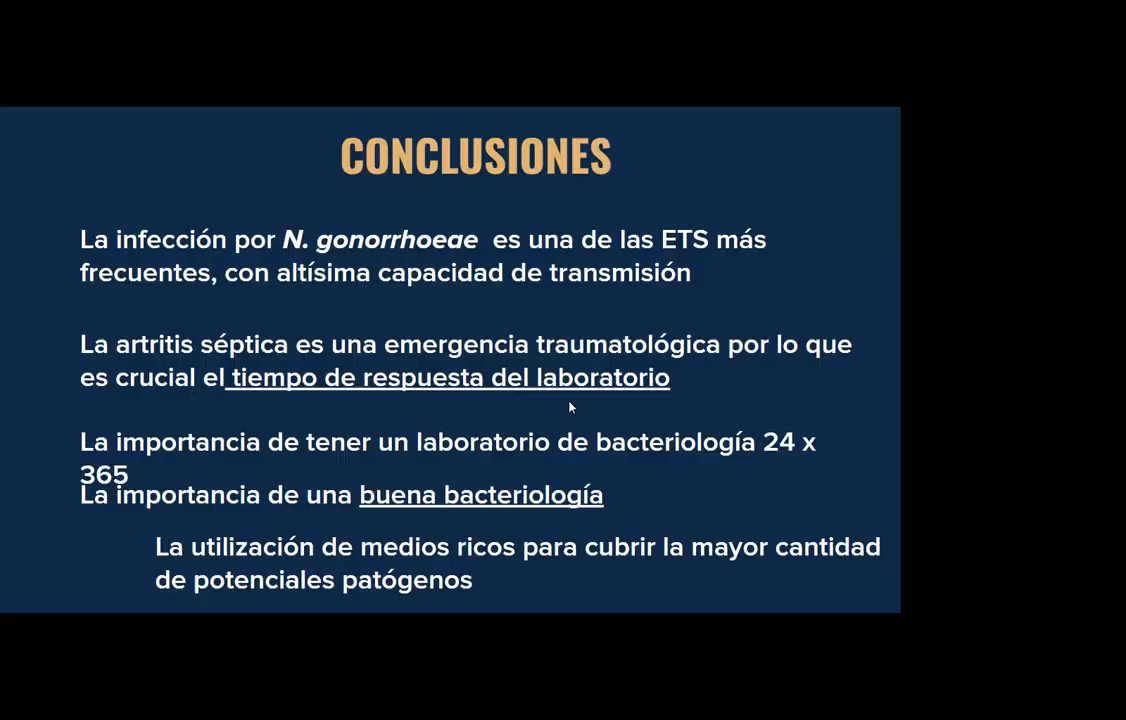 CONCLUSIONES
La infección por N. gonorrhoeae es una de las ETS más
frecuentes, con altísima capacidad de transmisión
La artritis séptica es una emergencia traumatológica por lo que
es crucial el tiempo de respuesta del laboratorio
La importancia de tener un laboratorio de bacteriología 24 x
365
La importancia de una buena bacteriología
La utilización de medios ricos para cubrir la mayor cantidad
de potenciales patógenos